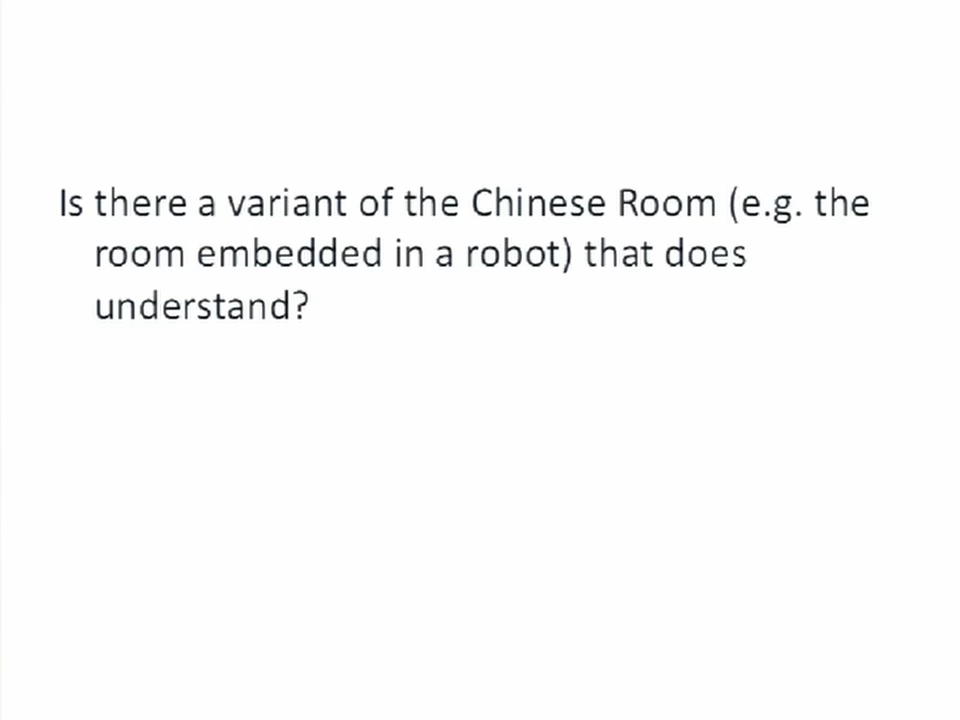 Is there a variant of the Chinese Room (e.g. the
room embedded in a robot) that does
understand?